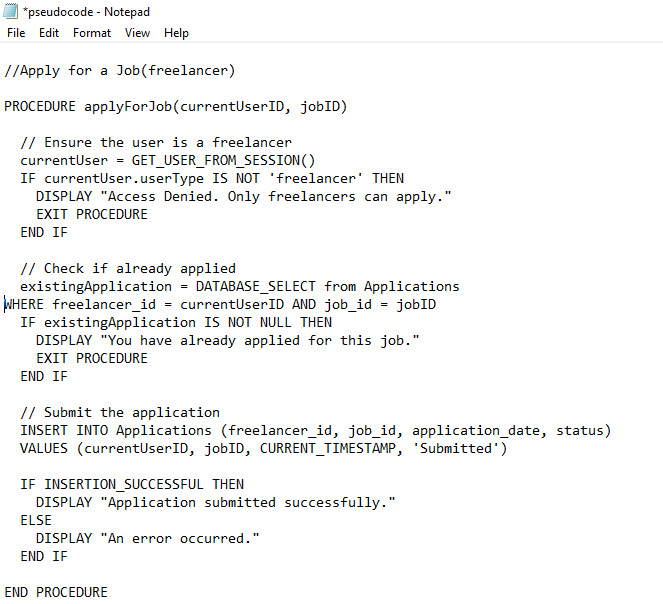 *pseudocode - Notepad
File Edit Format View Help
//Apply for a Job(freelancer)
PROCEDURE applyForJob(currentUserID, jobID)
// Ensure the user is a freelancer
currentUser = GET_USER_FROM_SESSION()
IF currentUser.userType IS NOT 'freelancer' THEN
DISPLAY "Access Denied. Only freelancers can apply."
EXIT PROCEDURE
END IF
// Check if already applied
existingApplication = DATABASE_SELECT from Applications
WHERE freelancer_id = currentUserID AND job_id = jobID
IF existingApplication IS NOT NULL THEN
DISPLAY "You have already applied for this job."
EXIT PROCEDURE
END IF
// Submit the application
INSERT INTO Applications (freelancer_id, job_id, application_date, status)
VALUES (currentUserID, jobID, CURRENT_TIMESTAMP, 'Submitted')
IF INSERTION_SUCCESSFUL THEN
DISPLAY "Application submitted successfully."
ELSE
DISPLAY "An error occurred."
END IF
END PROCEDURE